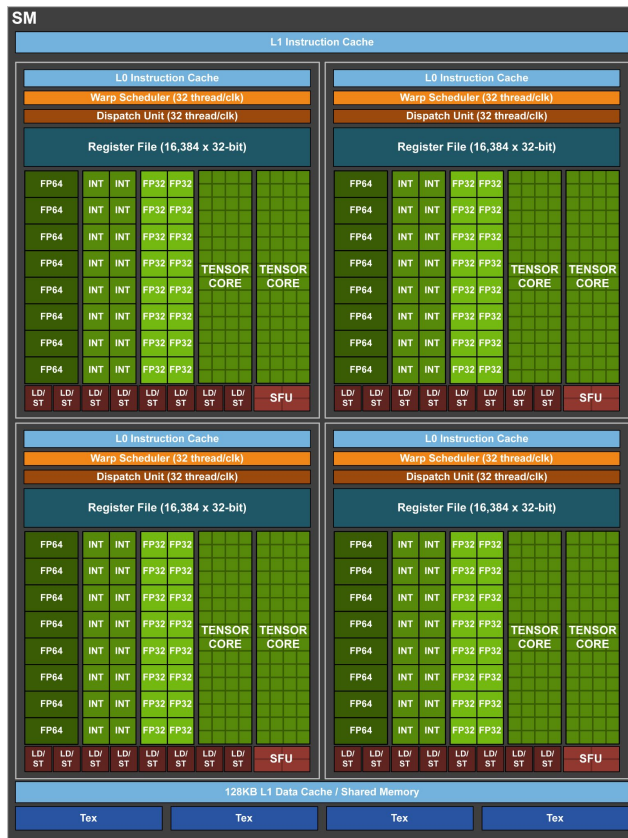 SM
L1 Instruction Cache
L0 Instruction Cache
Warp Scheduler (32 thread/clk)
Dispatch Unit (32 thread/clk)
Register File (16,384 x 32-bit)
FP64 INT INT FP32 FP32
FP64 INT INT FP32 FP32
FP64 INT INT FP32 FP32
FP64 INT INT FP32 FP32 TENSOR CORE TENSOR CORE
FP64 INT INT FP32 FP32
FP64 INT INT FP32 FP32
FP64 INT INT FP32 FP32
FP64 INT INT FP32 FP32
LD/ST LD/ST LD/ST LD/ST LD/ST LD/ST LD/ST LD/ST SFU
L0 Instruction Cache
Warp Scheduler (32 thread/clk)
Dispatch Unit (32 thread/clk)
Register File (16,384 x 32-bit)
FP64 INT INT FP32 FP32
FP64 INT INT FP32 FP32
FP64 INT INT FP32 FP32
FP64 INT INT FP32 FP32 TENSOR CORE TENSOR CORE
FP64 INT INT FP32 FP32
FP64 INT INT FP32 FP32
FP64 INT INT FP32 FP32
FP64 INT INT FP32 FP32
LD/ST LD/ST LD/ST LD/ST LD/ST LD/ST LD/ST LD/ST SFU
L0 Instruction Cache
Warp Scheduler (32 thread/clk)
Dispatch Unit (32 thread/clk)
Register File (16,384 x 32-bit)
FP64 INT INT FP32 FP32
FP64 INT INT FP32 FP32
FP64 INT INT FP32 FP32
FP64 INT INT FP32 FP32 TENSOR CORE TENSOR CORE
FP64 INT INT FP32 FP32
FP64 INT INT FP32 FP32
FP64 INT INT FP32 FP32
FP64 INT INT FP32 FP32
LD/ST LD/ST LD/ST LD/ST LD/ST LD/ST LD/ST LD/ST SFU
L0 Instruction Cache
Warp Scheduler (32 thread/clk)
Dispatch Unit (32 thread/clk)
Register File (16,384 x 32-bit)
FP64 INT INT FP32 FP32
FP64 INT INT FP32 FP32
FP64 INT INT FP32 FP32
FP64 INT INT FP32 FP32 TENSOR CORE TENSOR CORE
FP64 INT INT FP32 FP32
FP64 INT INT FP32 FP32
FP64 INT INT FP32 FP32
FP64 INT INT FP32 FP32
LD/ST LD/ST LD/ST LD/ST LD/ST LD/ST LD/ST LD/ST SFU
128KB L1 Data Cache / Shared Memory
Tex Tex Tex Tex